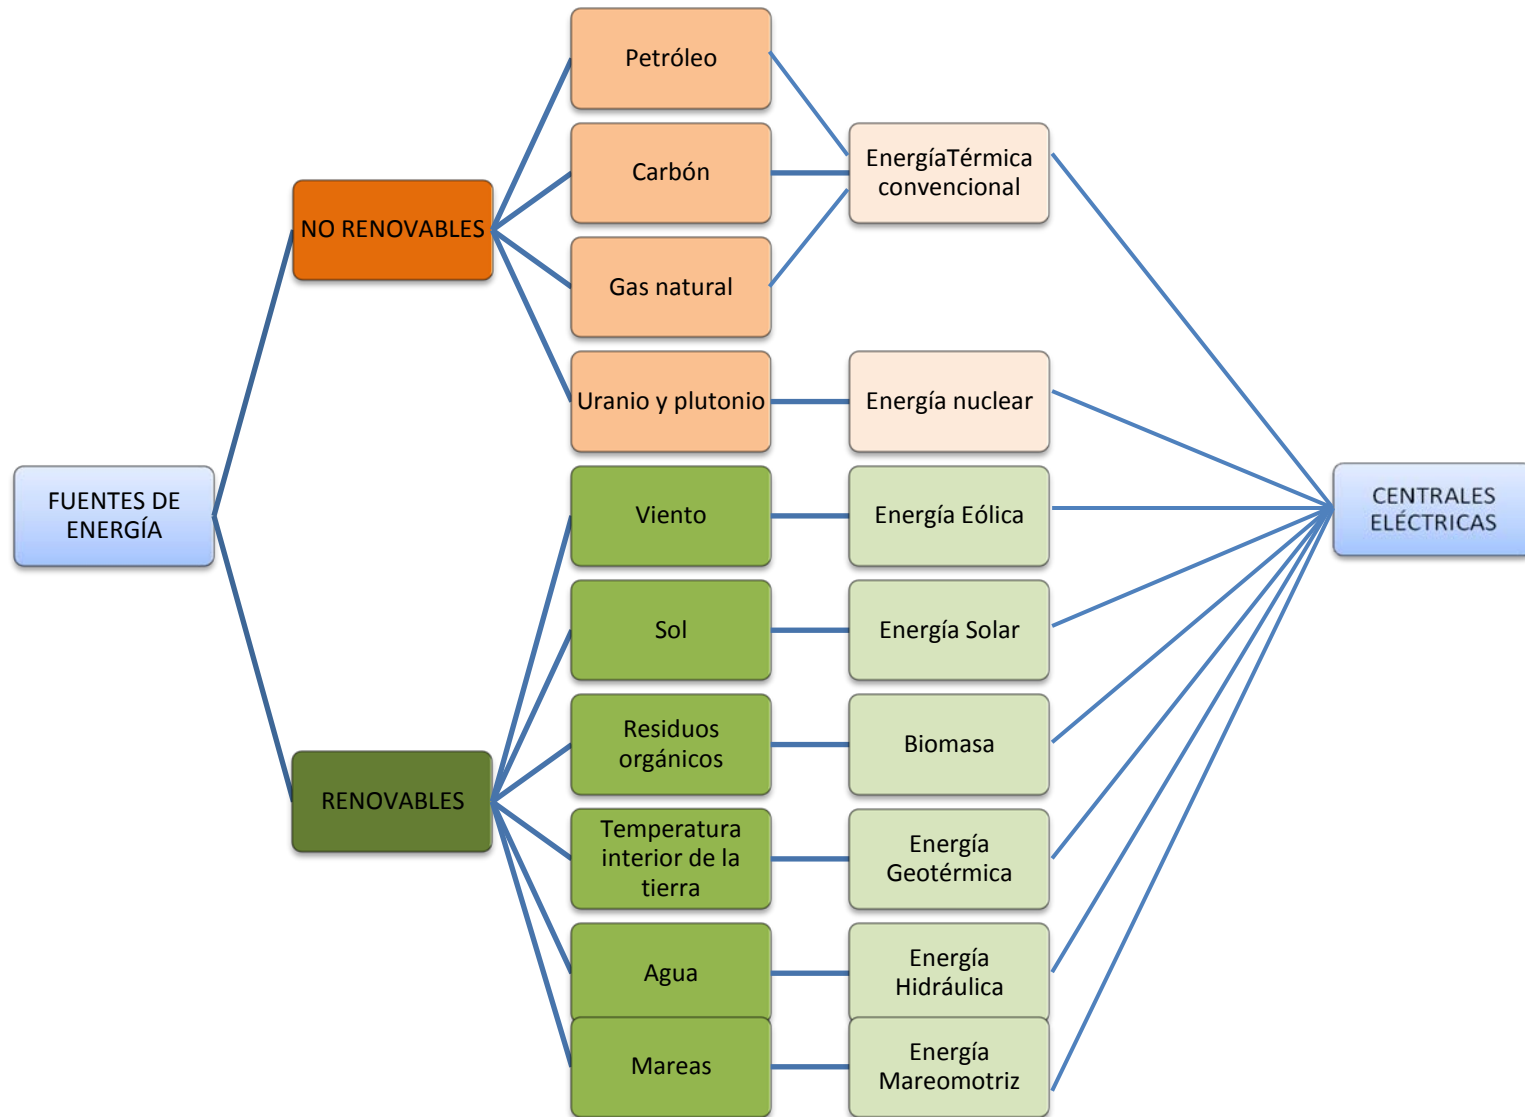 Petróleo
Carbón
EnergíaTérmica
convencional
NO RENOVABLES
Gas natural
Uranio y plutonio
Energía nuclear
FUENTES DE
ENERGÍA
Viento
Energía Eólica
CENTRALES
ELÉCTRICAS
Sol
Energía Solar
Residuos
orgánicos
Biomasa
RENOVABLES
Temperatura
interior de la
tierra
Energía
Geotérmica
Agua
Energía
Hidráulica
Mareas
Energía
Mareomotriz